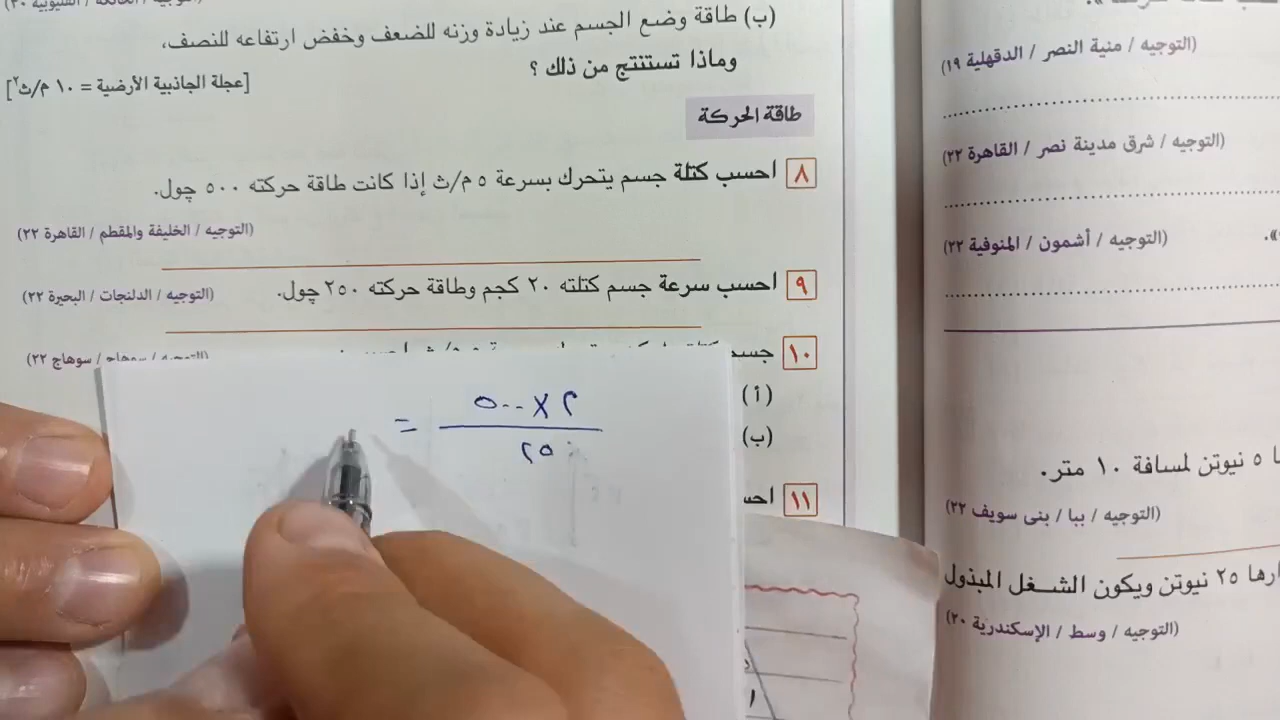 (ب) طاقة وضع الجسم عند زيادة وزنه للضعف وخفض ارتفاعه للنصف،
وماذا تستنتج من ذلك ؟
[عجلة الجاذبية الأرضية = ١٠ م/ث٢]
طاقة الحركة
٨ احسب كتلة جسم يتحرك بسرعة ٥ م/ث إذا كانت طاقة حركته ٥٠٠ چول.
(التوجيه / الخليفة والمقطم / القاهرة ٢٢)
٩ احسب سرعة جسم كتلته ٢٠ كجم وطاقة حركته ٢٥٠ چول.
(التوجيه / الدلنجات / البحيرة ٢٢)
١٠ جسم
سوهاج ٢٢)
(أ)
(ب)
١١
٥٠٠ × ٢
٢٥
=
(التوجيه / منية النصر / الدقهلية ١٩)
(التوجيه / شرق مدينة نصر / القاهرة ٢٢)
(التوجيه / أشمون / المنوفية ٢٢)
٥ نيوتن لمسافة ١٠ متر.
(التوجيه / ببا / بنى سويف ٢٢)
٢٥ نيوتن ويكون الشغل المبذول
(التوجيه / وسط / الإسكندرية ٢٠)